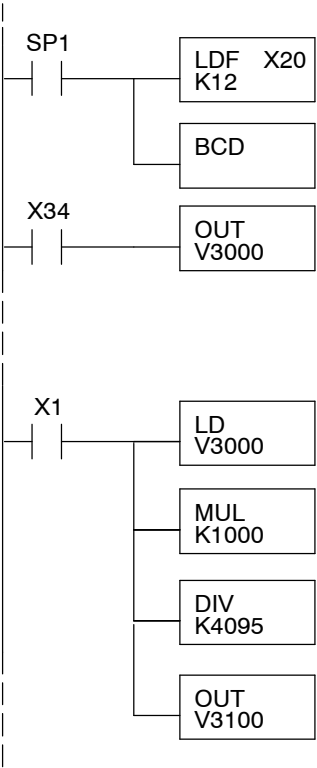 SP1
LDF X20
K12
BCD
X34
OUT
V3000
X1
LD
V3000
MUL
K1000
DIV
K4095
OUT
V3100